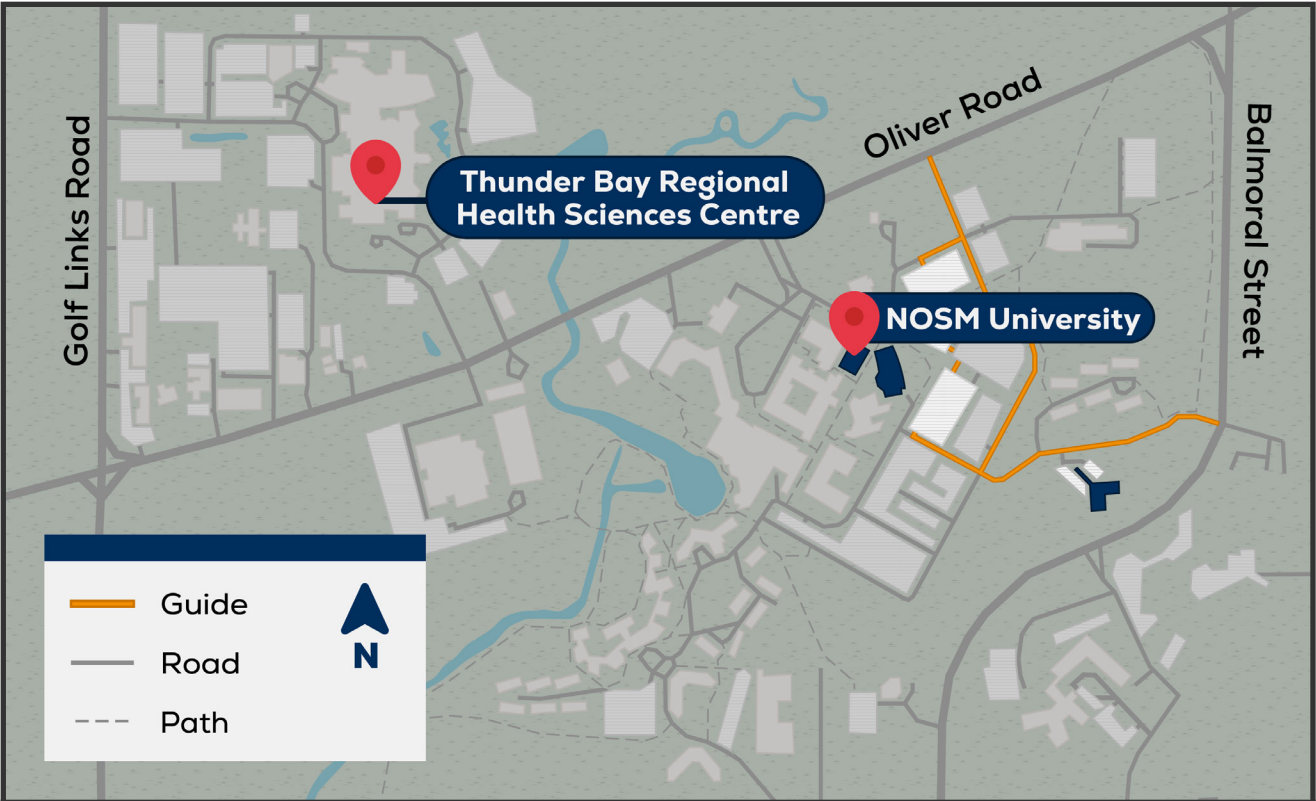 Golf Links Road
Thunder Bay Regional
Health Sciences Centre
Oliver Road
Balmoral Street
NOSM University
Guide
Road
Path
N